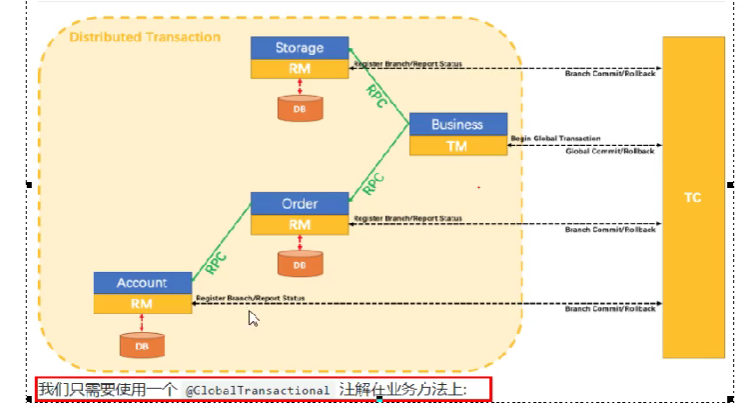 Distributed Transaction
Storage
RM
Register Branch/Report Status
Branch Commit/Rollback
DB
RPC
Business
TM
Begin Global Transaction
Global Commit/Rollback
TC
RPC
Order
RM
Register Branch/Report Status
Branch Commit/Rollback
DB
RPC
Account
RM
Register Branch/Report Status
Branch Commit/Rollback
DB
我们只需要使用一个 @GlobalTransactional 注解在业务方法上: